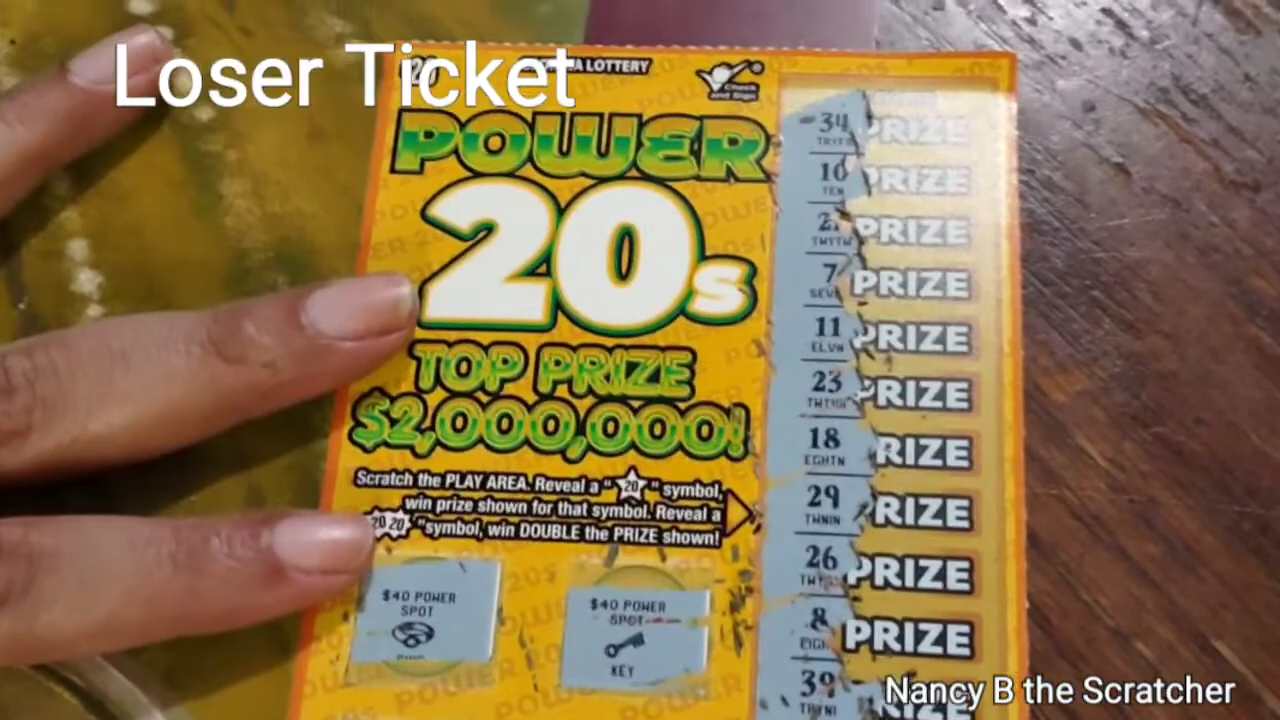 Loser Ticket
LOTTERY
Check
and Sign
POWER
20s
TOP PRIZE
$2,000,000!
Scratch the PLAY AREA. Reveal a "20" symbol,
win prize shown for that symbol. Reveal a
20 20 "symbol, win DOUBLE the PRIZE shown!
$40 POWER
SPOT
$40 POWER
SPOT
KEY
34
PRIZE
10
TEN
PRIZE
PRIZE
7
PRIZE
11
ELVN
PRIZE
23
PRIZE
18
EGHTN
PRIZE
29
TWNIN
PRIZE
26
PRIZE
8
PRIZE
39
Nancy B the Scratcher